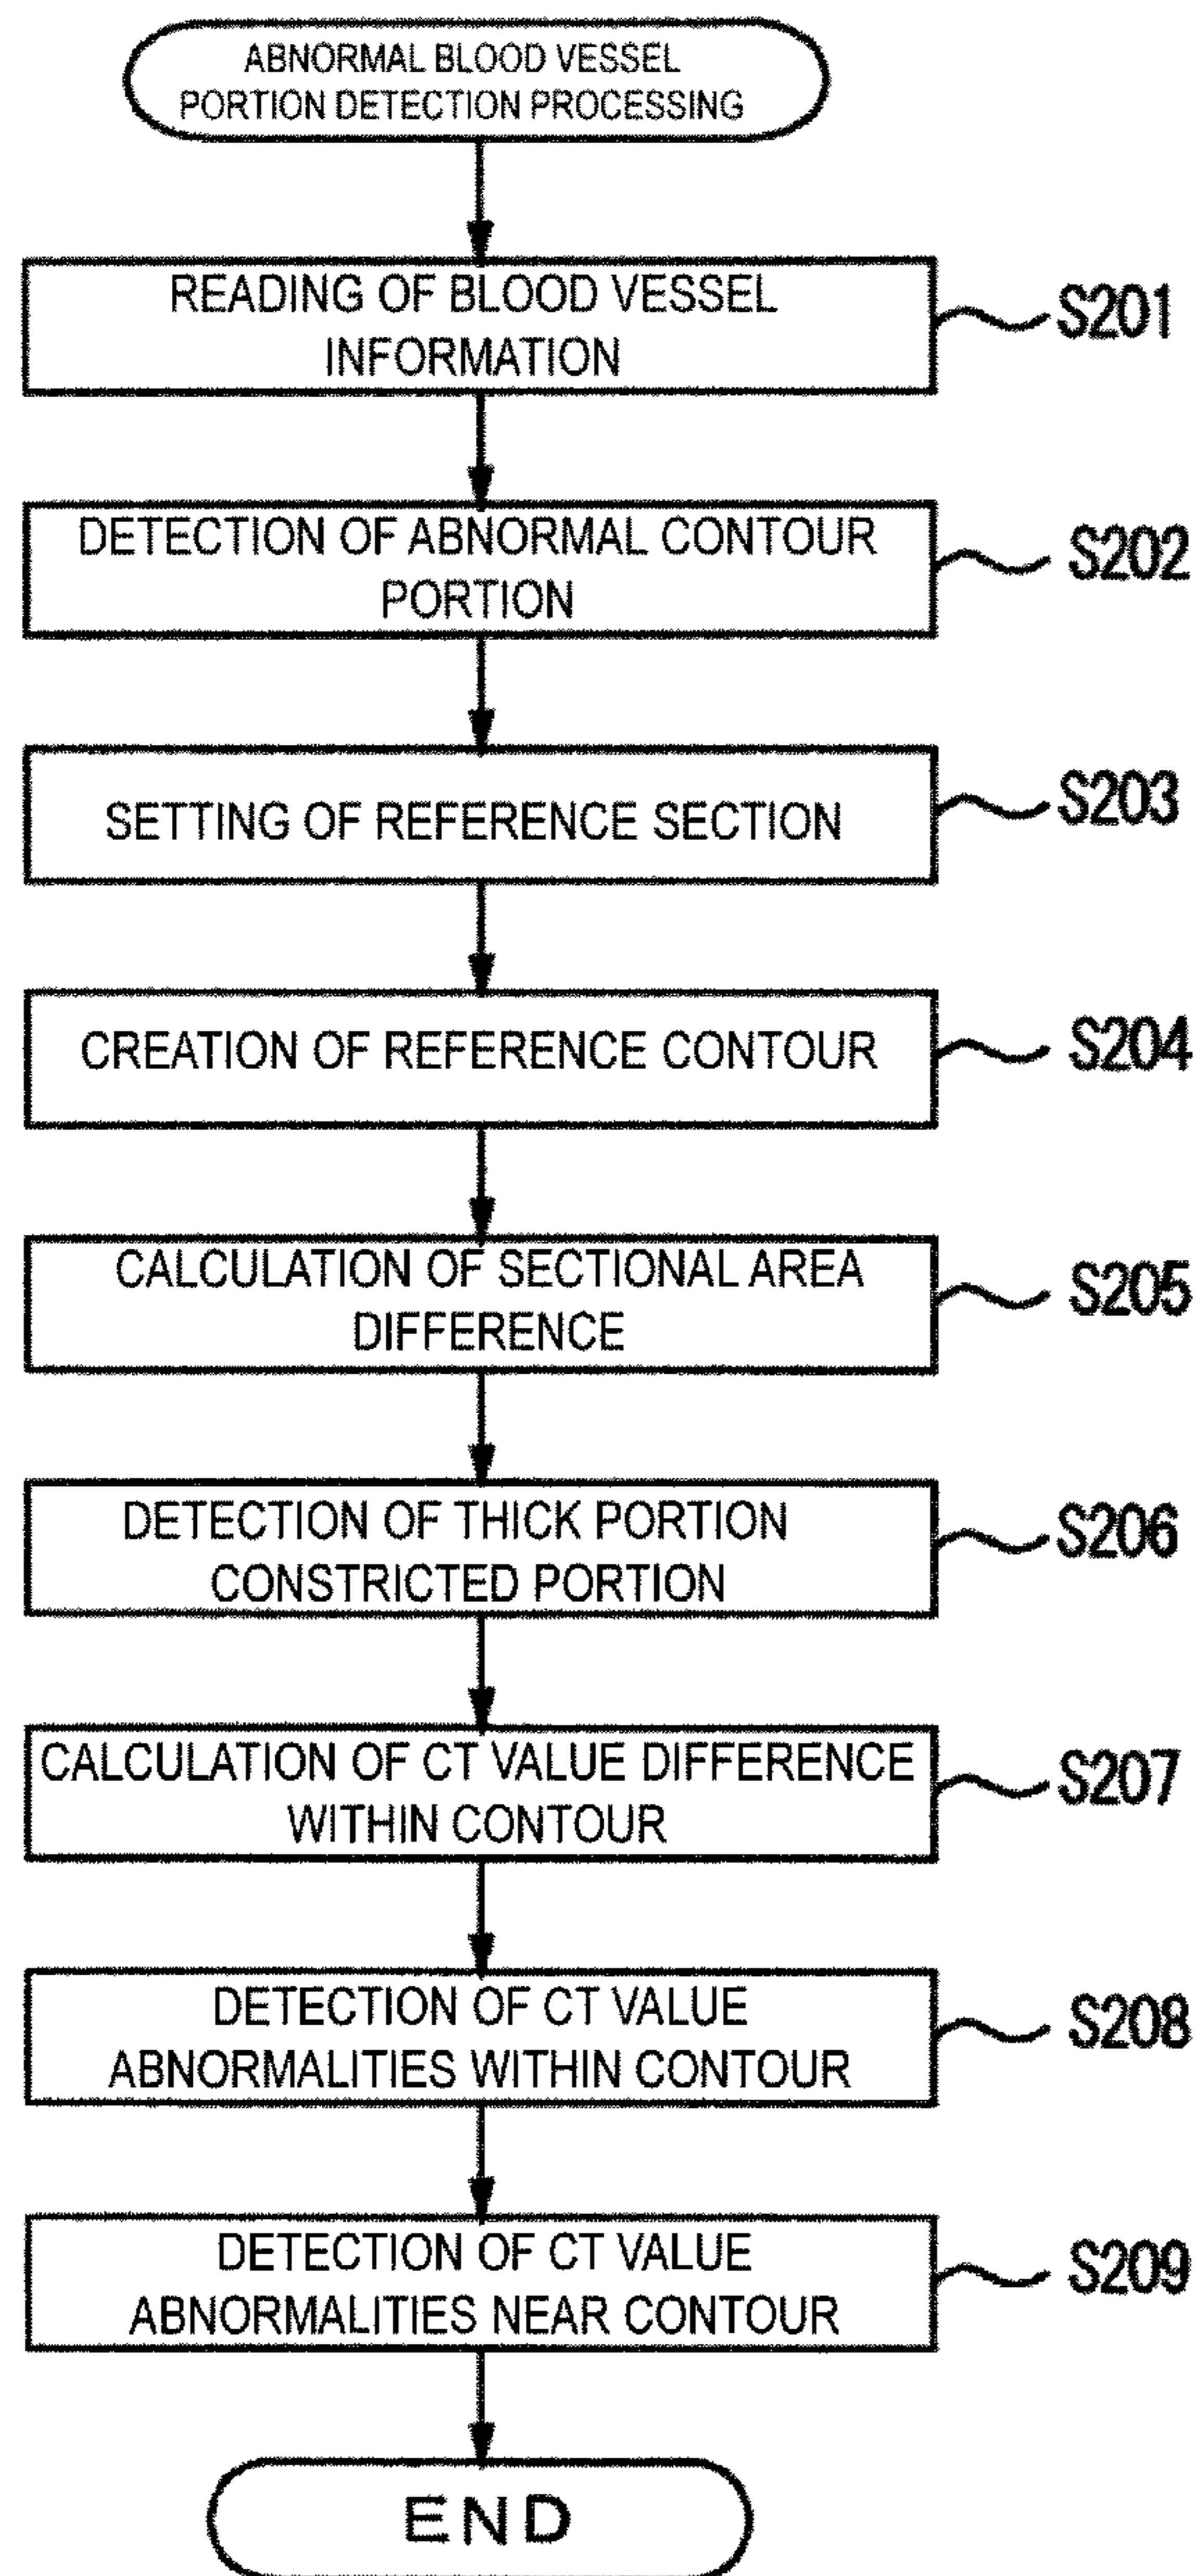 ABNORMAL BLOOD VESSEL
PORTION DETECTION PROCESSING
READING OF BLOOD VESSEL
INFORMATION
S201
DETECTION OF ABNORMAL CONTOUR
PORTION
S202
SETTING OF REFERENCE SECTION
S203
CREATION OF REFERENCE CONTOUR
S204
CALCULATION OF SECTIONAL AREA
DIFFERENCE
S205
DETECTION OF THICK PORTION
CONSTRICTED PORTION
S206
CALCULATION OF CT VALUE DIFFERENCE
WITHIN CONTOUR
S207
DETECTION OF CT VALUE
ABNORMALITIES WITHIN CONTOUR
S208
DETECTION OF CT VALUE
ABNORMALITIES NEAR CONTOUR
S209
END